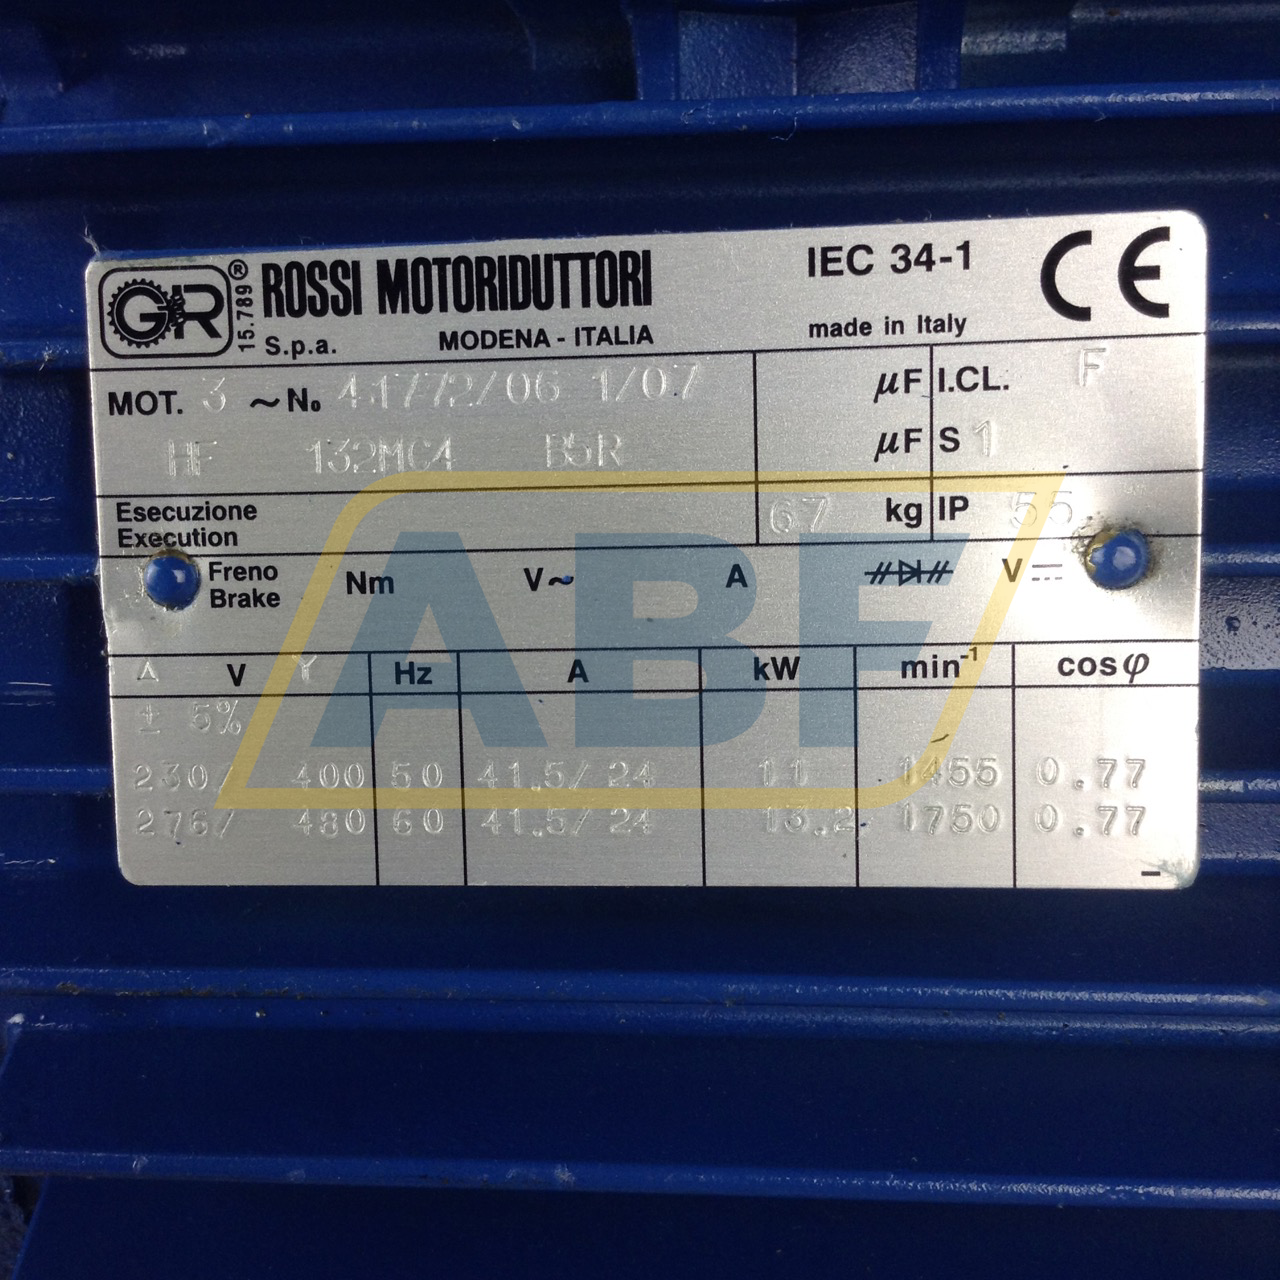 GR ® 15.789 ROSSI MOTORIDUTTORI IEC 34-1 CE
S.p.a. MODENA - ITALIA made in Italy
MOT. 3 ~ No 41772/06 1/07 µF I.CL. F
HF 132MC4 B5R µF S 1
Esecuzione
Execution 67 kg IP 55
Freno
Brake Nm V~ A V
Δ V Y Hz A kW min-1 cosφ
± 5%
230/ 400 50 41.5/ 24 11 1455 0.77
276/ 480 60 41.5/ 24 13.2 1750 0.77
ABF